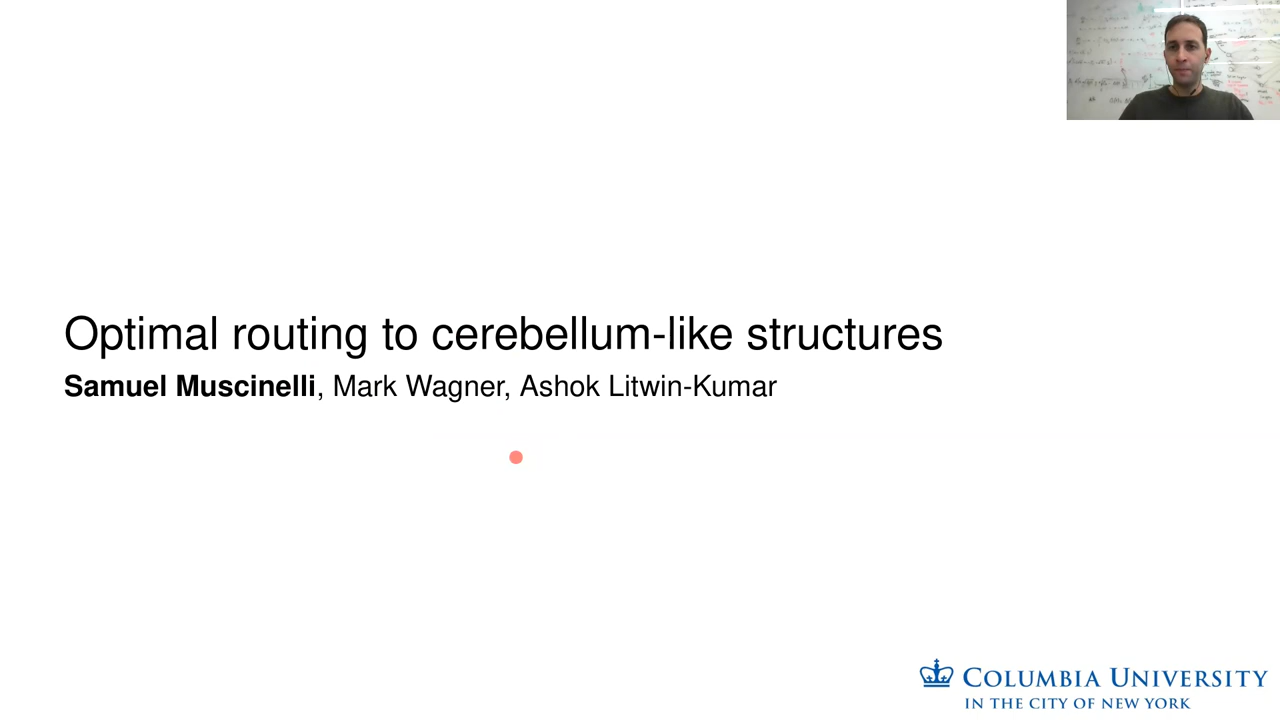 Optimal routing to cerebellum-like structures
Samuel Muscinelli, Mark Wagner, Ashok Litwin-Kumar
COLUMBIA UNIVERSITY
IN THE CITY OF NEW YORK